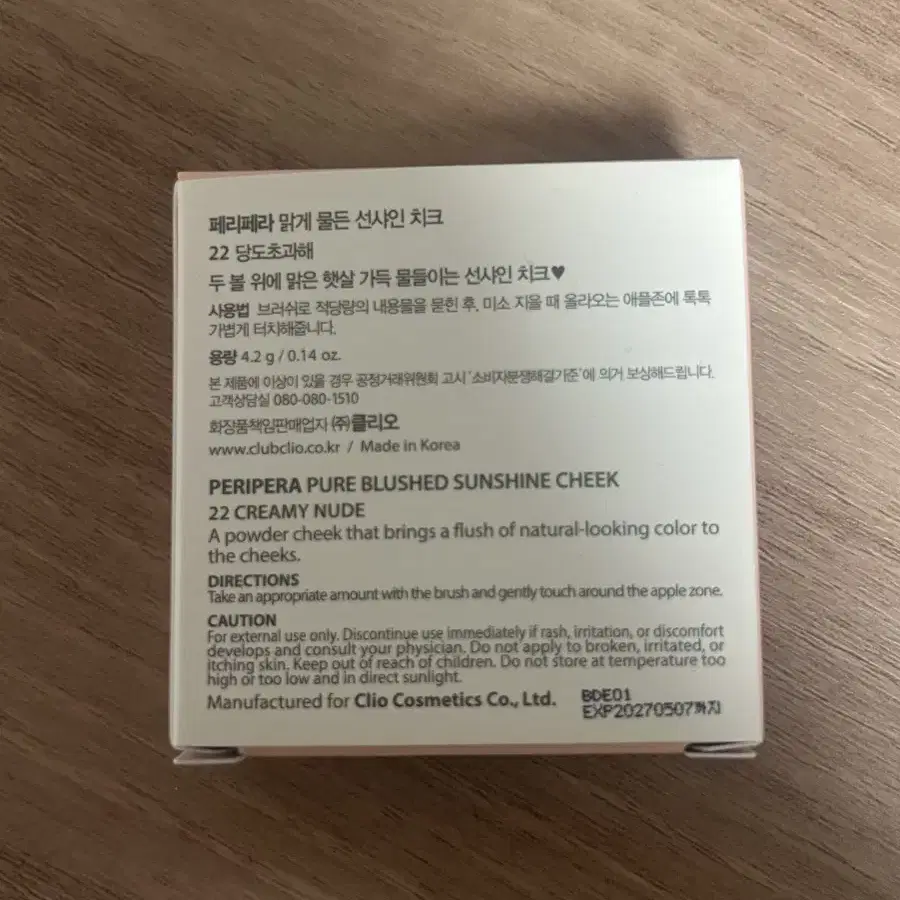 페리페라 맑게 물든 선샤인 치크
22 당도초과해
두 볼 위에 맑은 햇살 가득 물들이는 선샤인 치크♥
사용법 브러쉬로 적당량의 내용물을 묻힌 후, 미소 지을 때 올라오는 애플존에 톡톡
가볍게 터치해줍니다.
용량 4.2 g / 0.14 oz.
본 제품에 이상이 있을 경우 공정거래위원회 고시 '소비자분쟁해결기준'에 의거 보상해드립니다.
고객상담실 080-080-1510
화장품책임판매업자 ㈜클리오
www.clubclio.co.kr / Made in Korea
PERIPERA PURE BLUSHED SUNSHINE CHEEK
22 CREAMY NUDE
A powder cheek that brings a flush of natural-looking color to
the cheeks.
DIRECTIONS
Take an appropriate amount with the brush and gently touch around the apple zone.
CAUTION
For external use only. Discontinue use immediately if rash, irritation, or discomfort
develops and consult your physician. Do not apply to broken, irritated, or
itching skin. Keep out of reach of children. Do not store at temperature too
high or too low and in direct sunlight.
Manufactured for Clio Cosmetics Co., Ltd.
BDE01
EXP20270507까지